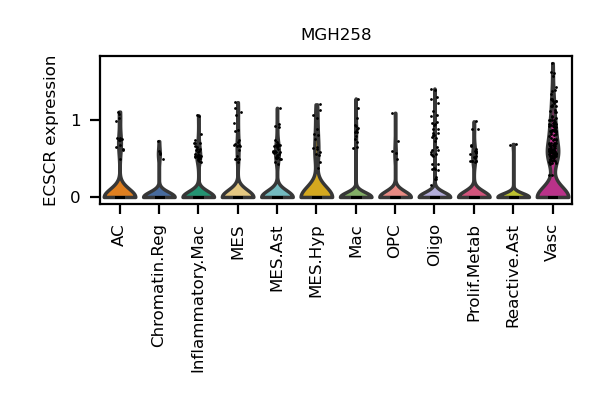 MGH258
ECSCR expression
1
0
AC
Chromatin.Reg
Inflammatory.Mac
MES
MES.Ast
MES.Hyp
Mac
OPC
Oligo
Prolif.Metab
Reactive.Ast
Vasc